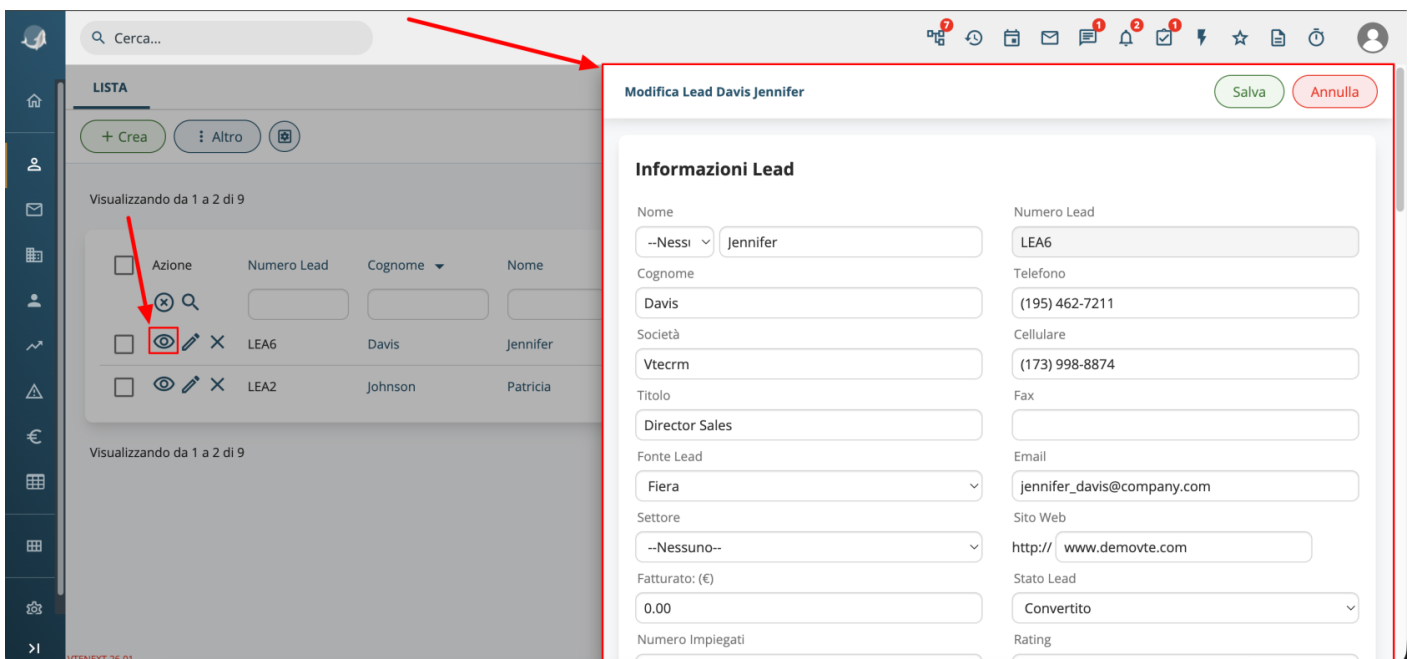 Cerca...
7
1
2
1
LISTA
Modifica Lead Davis Jennifer
Salva
Annulla
+ Crea
Altro
Informazioni Lead
Visualizzando da 1 a 2 di 9
Nome
Numero Lead
Jennifer
LEA6
Azione
Numero Lead
Cognome
Nome
Cognome
Telefono
Davis
(195) 462-7211
Società
Cellulare
LEA6
Davis
Jennifer
Vtecrm
(173) 998-8874
LEA2
Johnson
Patricia
Titolo
Fax
Director Sales
Visualizzando da 1 a 2 di 9
Fonte Lead
Email
Fiera
jennifer_davis@company.com
Settore
Sito Web
--Nessuno--
http://
www.demovte.com
Fatturato: (€)
Stato Lead
0.00
Convertito
Numero Impiegati
Rating